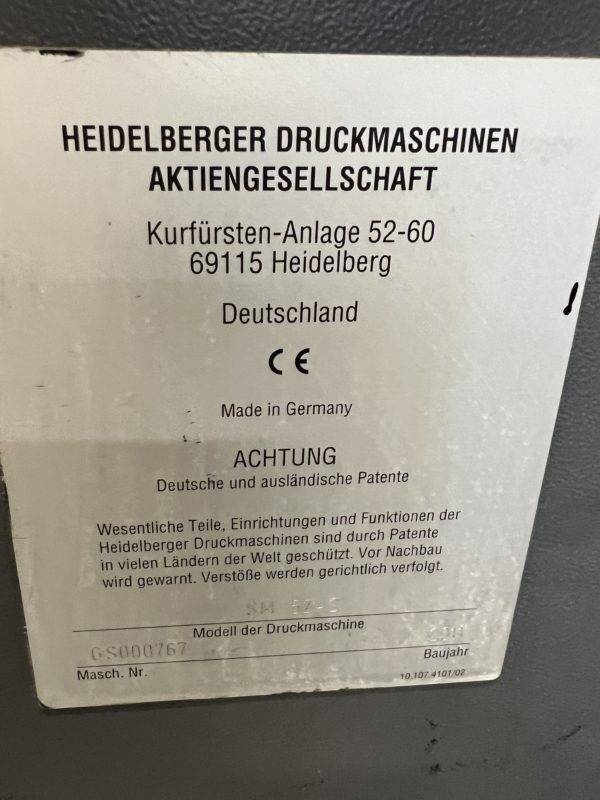 HEIDELBERGER DRUCKMASCHINEN
AKTIENGESELLSCHAFT
Kurfürsten-Anlage 52-60
69115 Heidelberg
Deutschland
CE
Made in Germany
ACHTUNG
Deutsche und ausländische Patente
Wesentliche Teile, Einrichtungen und Funktionen der
Heidelberger Druckmaschinen sind durch Patente
in vielen Ländern der Welt geschützt. Vor Nachbau
wird gewarnt. Verstöße werden gerichtlich verfolgt.
SM
Modell der Druckmaschine
GS000767
Baujahr
Masch. Nr.
10.107.4101/02